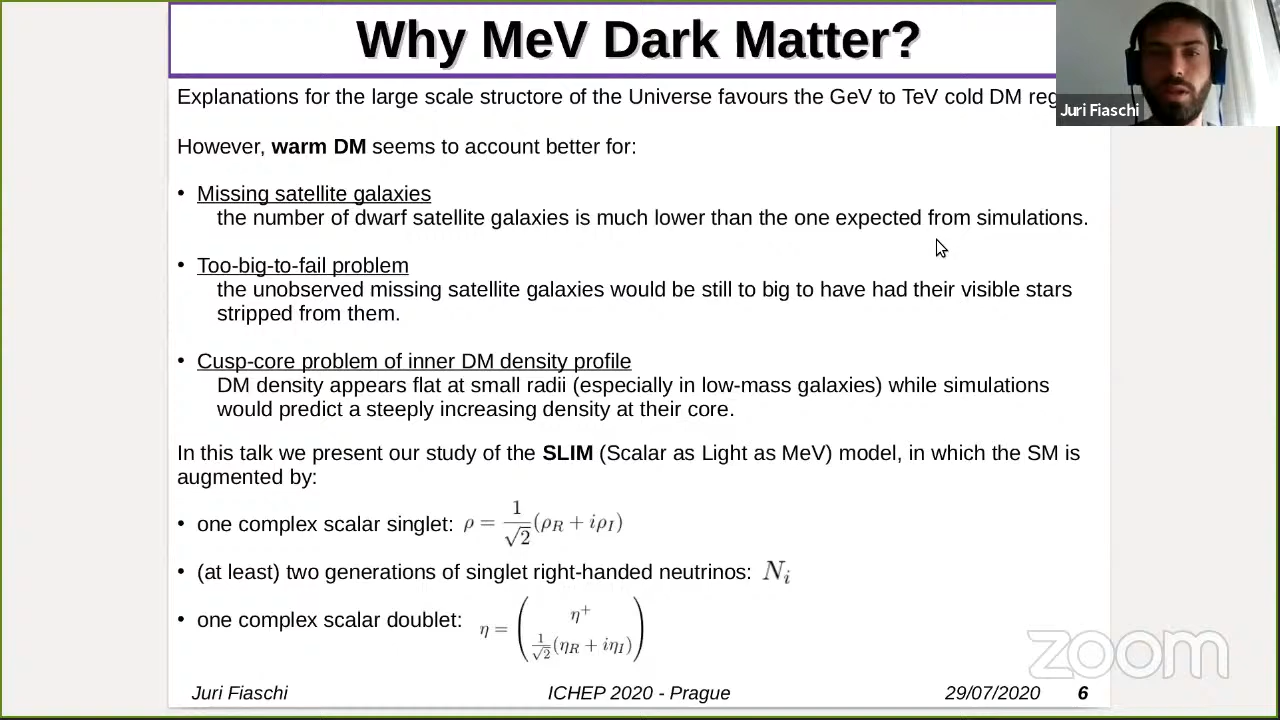 Why MeV Dark Matter?
Juri Fiaschi
Explanations for the large scale structore of the Universe favours the GeV to TeV cold DM
However, warm DM seems to account better for:
• Missing satellite galaxies
the number of dwarf satellite galaxies is much lower than the one expected from simulations.
• Too-big-to-fail problem
the unobserved missing satellite galaxies would be still to big to have had their visible stars
stripped from them.
• Cusp-core problem of inner DM density profile
DM density appears flat at small radii (especially in low-mass galaxies) while simulations
would predict a steeply increasing density at their core.
In this talk we present our study of the SLIM (Scalar as Light as MeV) model, in which the SM is
augmented by:
• one complex scalar singlet: ρ = 1/√2 (ρ_R + iρ_I)
• (at least) two generations of singlet right-handed neutrinos: N_i
• one complex scalar doublet: η = ( η⁺
1/√2 (η_R + iη_I) )
zoom
Juri Fiaschi ICHEP 2020 - Prague 29/07/2020 6